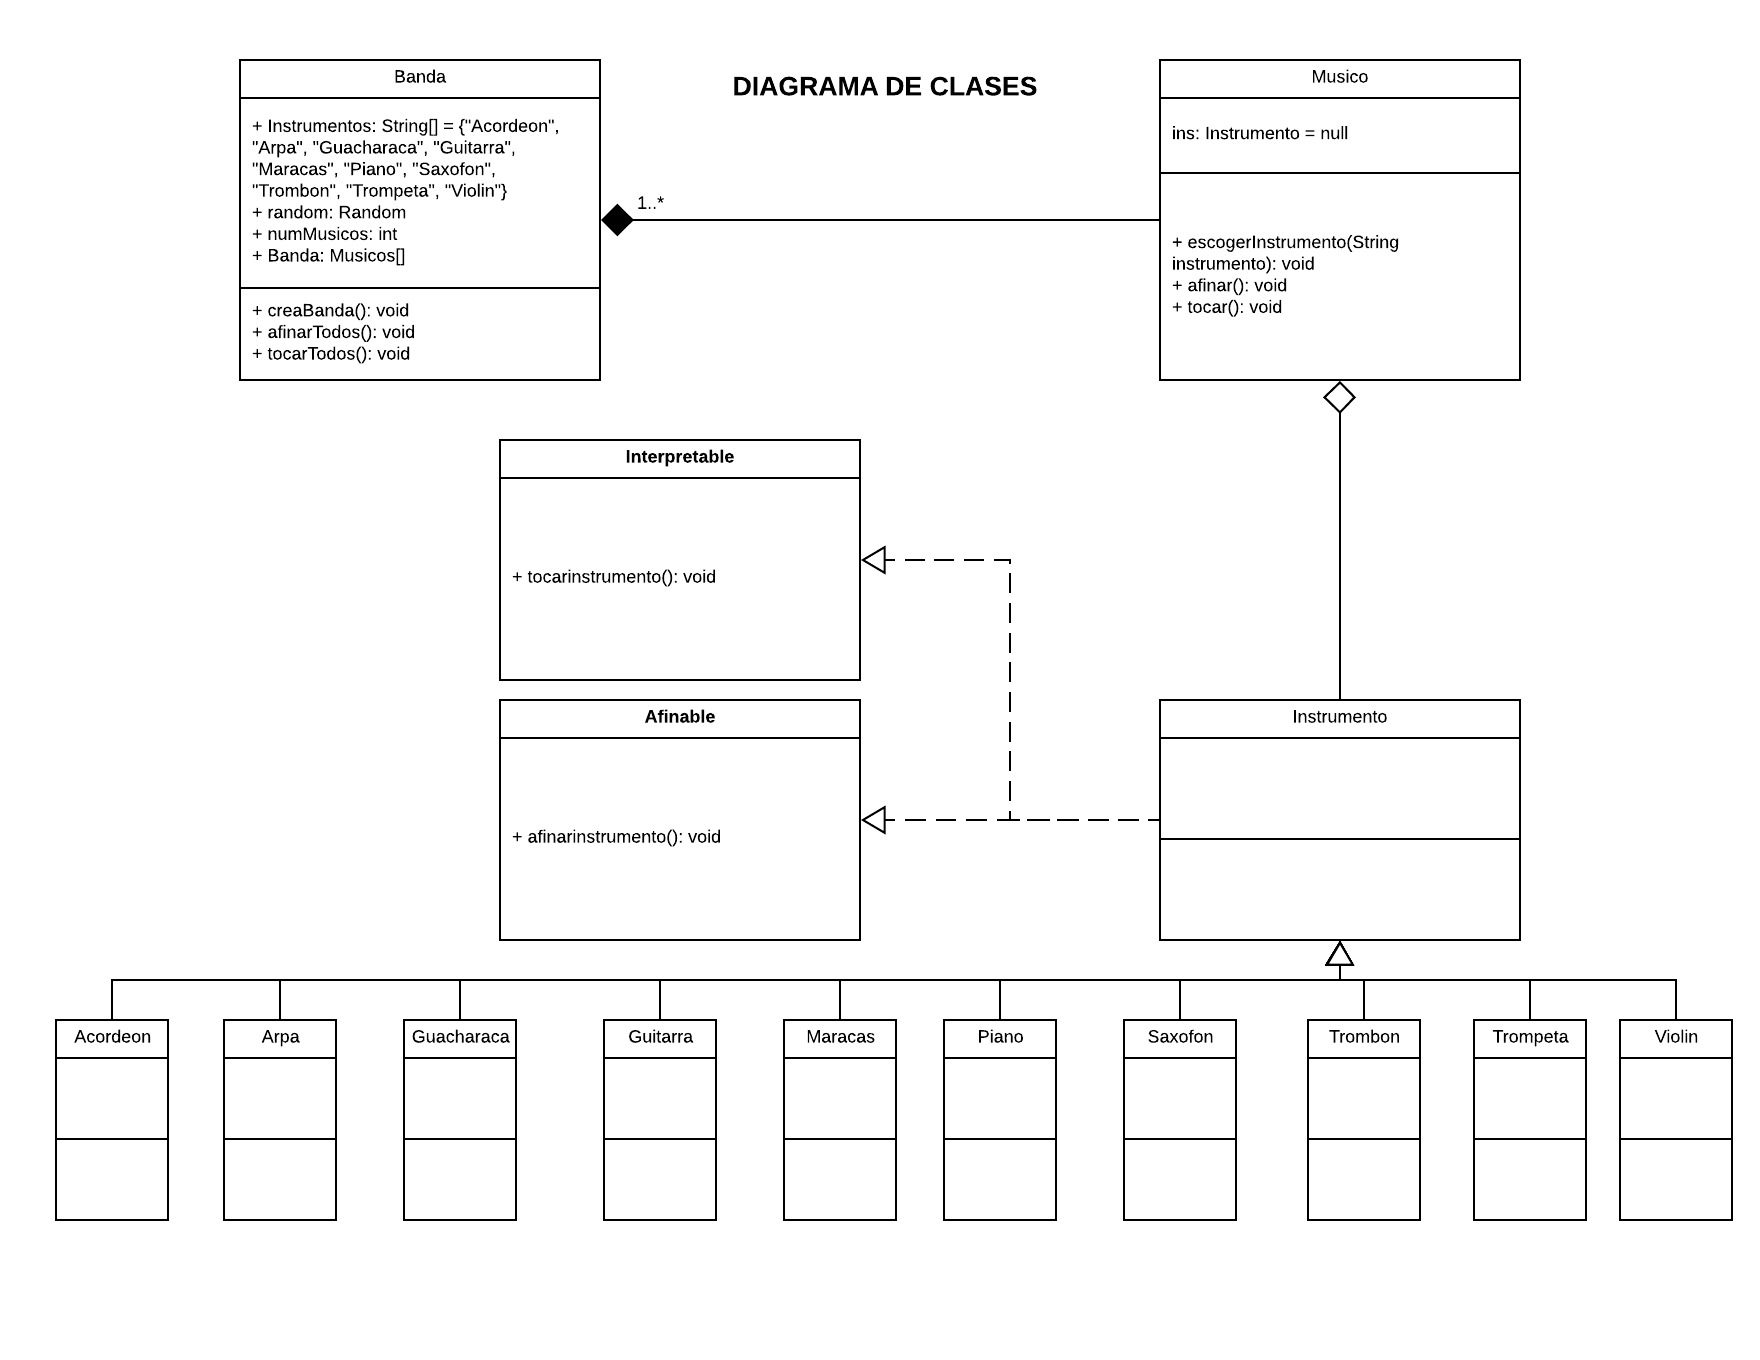 DIAGRAMA DE CLASES
Banda
+ Instrumentos: String[] = {"Acordeon",
"Arpa", "Guacharaca", "Guitarra",
"Maracas", "Piano", "Saxofon",
"Trombon", "Trompeta", "Violin"}
+ random: Random
+ numMusicos: int
+ Banda: Musicos[]
+ creaBanda(): void
+ afinarTodos(): void
+ tocarTodos(): void
1..*
Musico
ins: Instrumento = null
+ escogerInstrumento(String
instrumento): void
+ afinar(): void
+ tocar(): void
Interpretable
+ tocarinstrumento(): void
Afinable
+ afinarinstrumento(): void
Instrumento
Acordeon
Arpa
Guacharaca
Guitarra
Maracas
Piano
Saxofon
Trombon
Trompeta
Violin